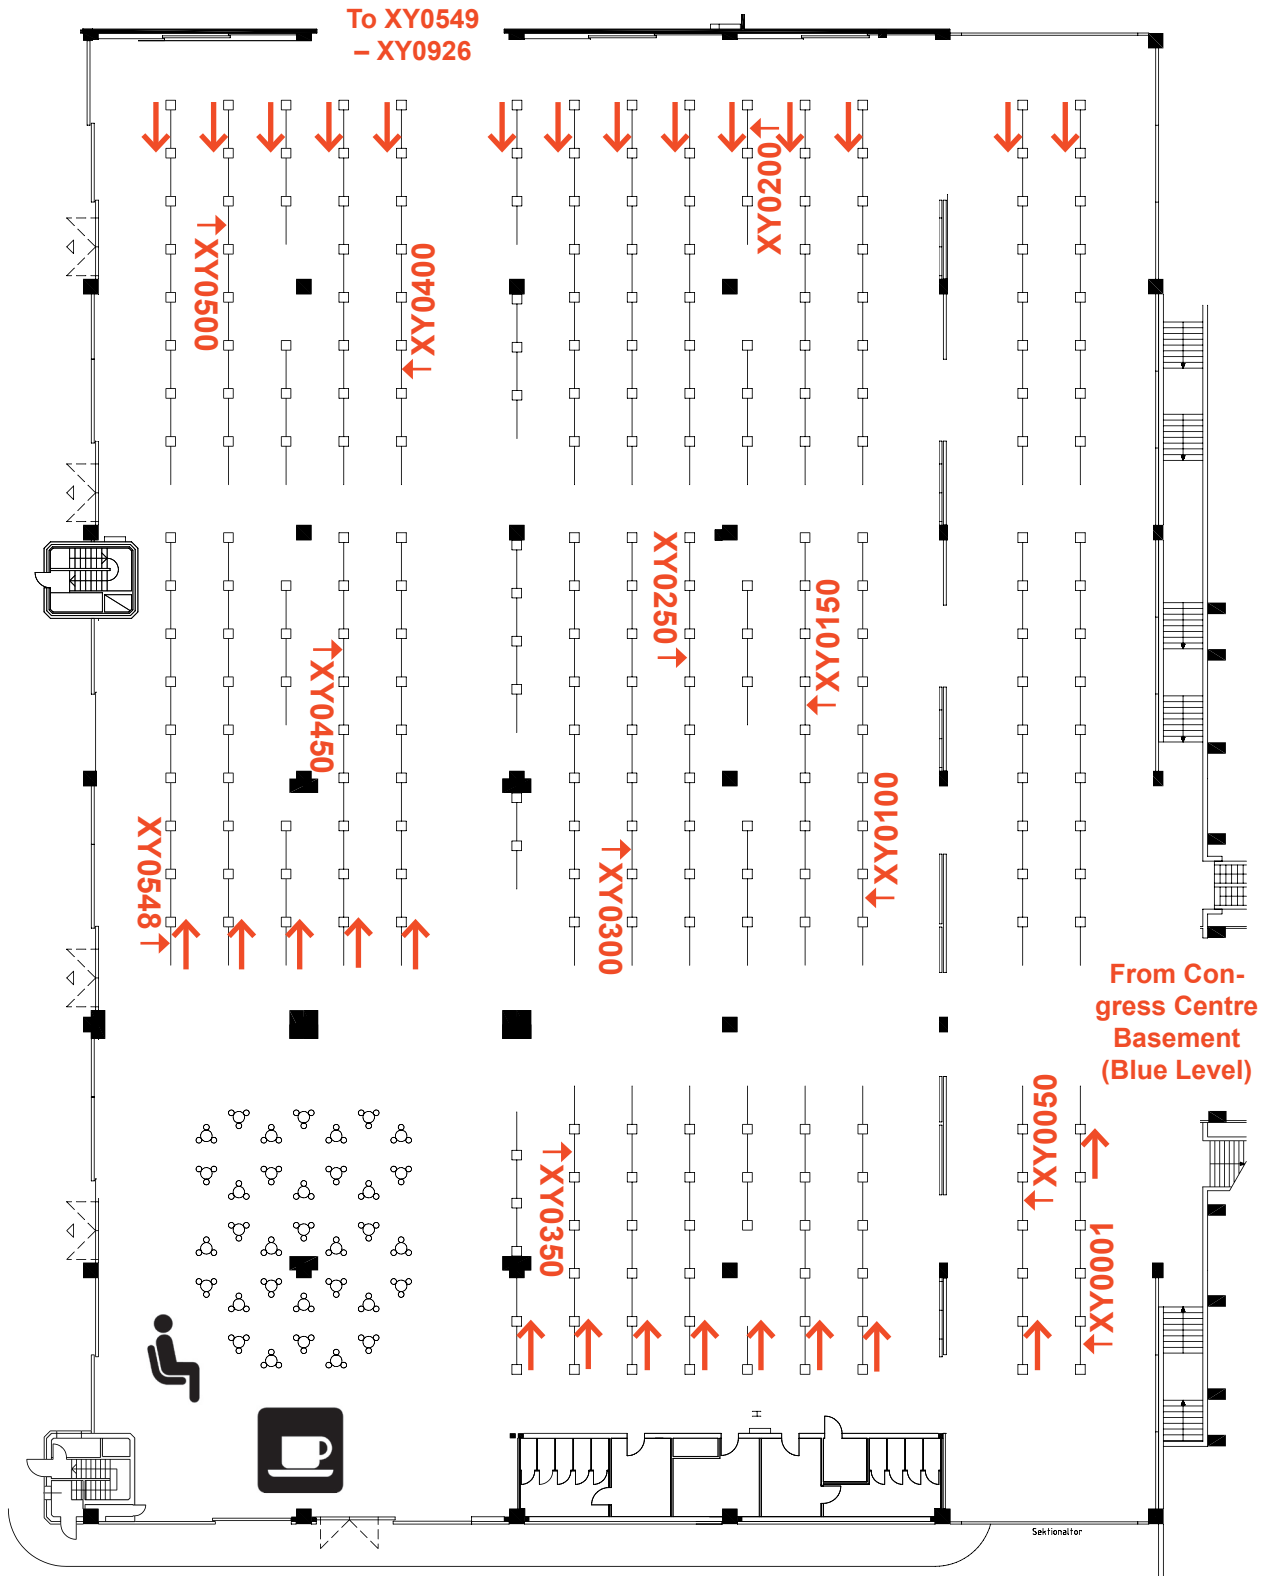 To XY0549
– XY0926
XY0200
XY0500
XY0400
XY0250
XY0150
XY0450
XY0100
XY0548
XY0300
From Con-
gress Centre
Basement
(Blue Level)
XY0050
XY0350
XY0001
Sektionaltor